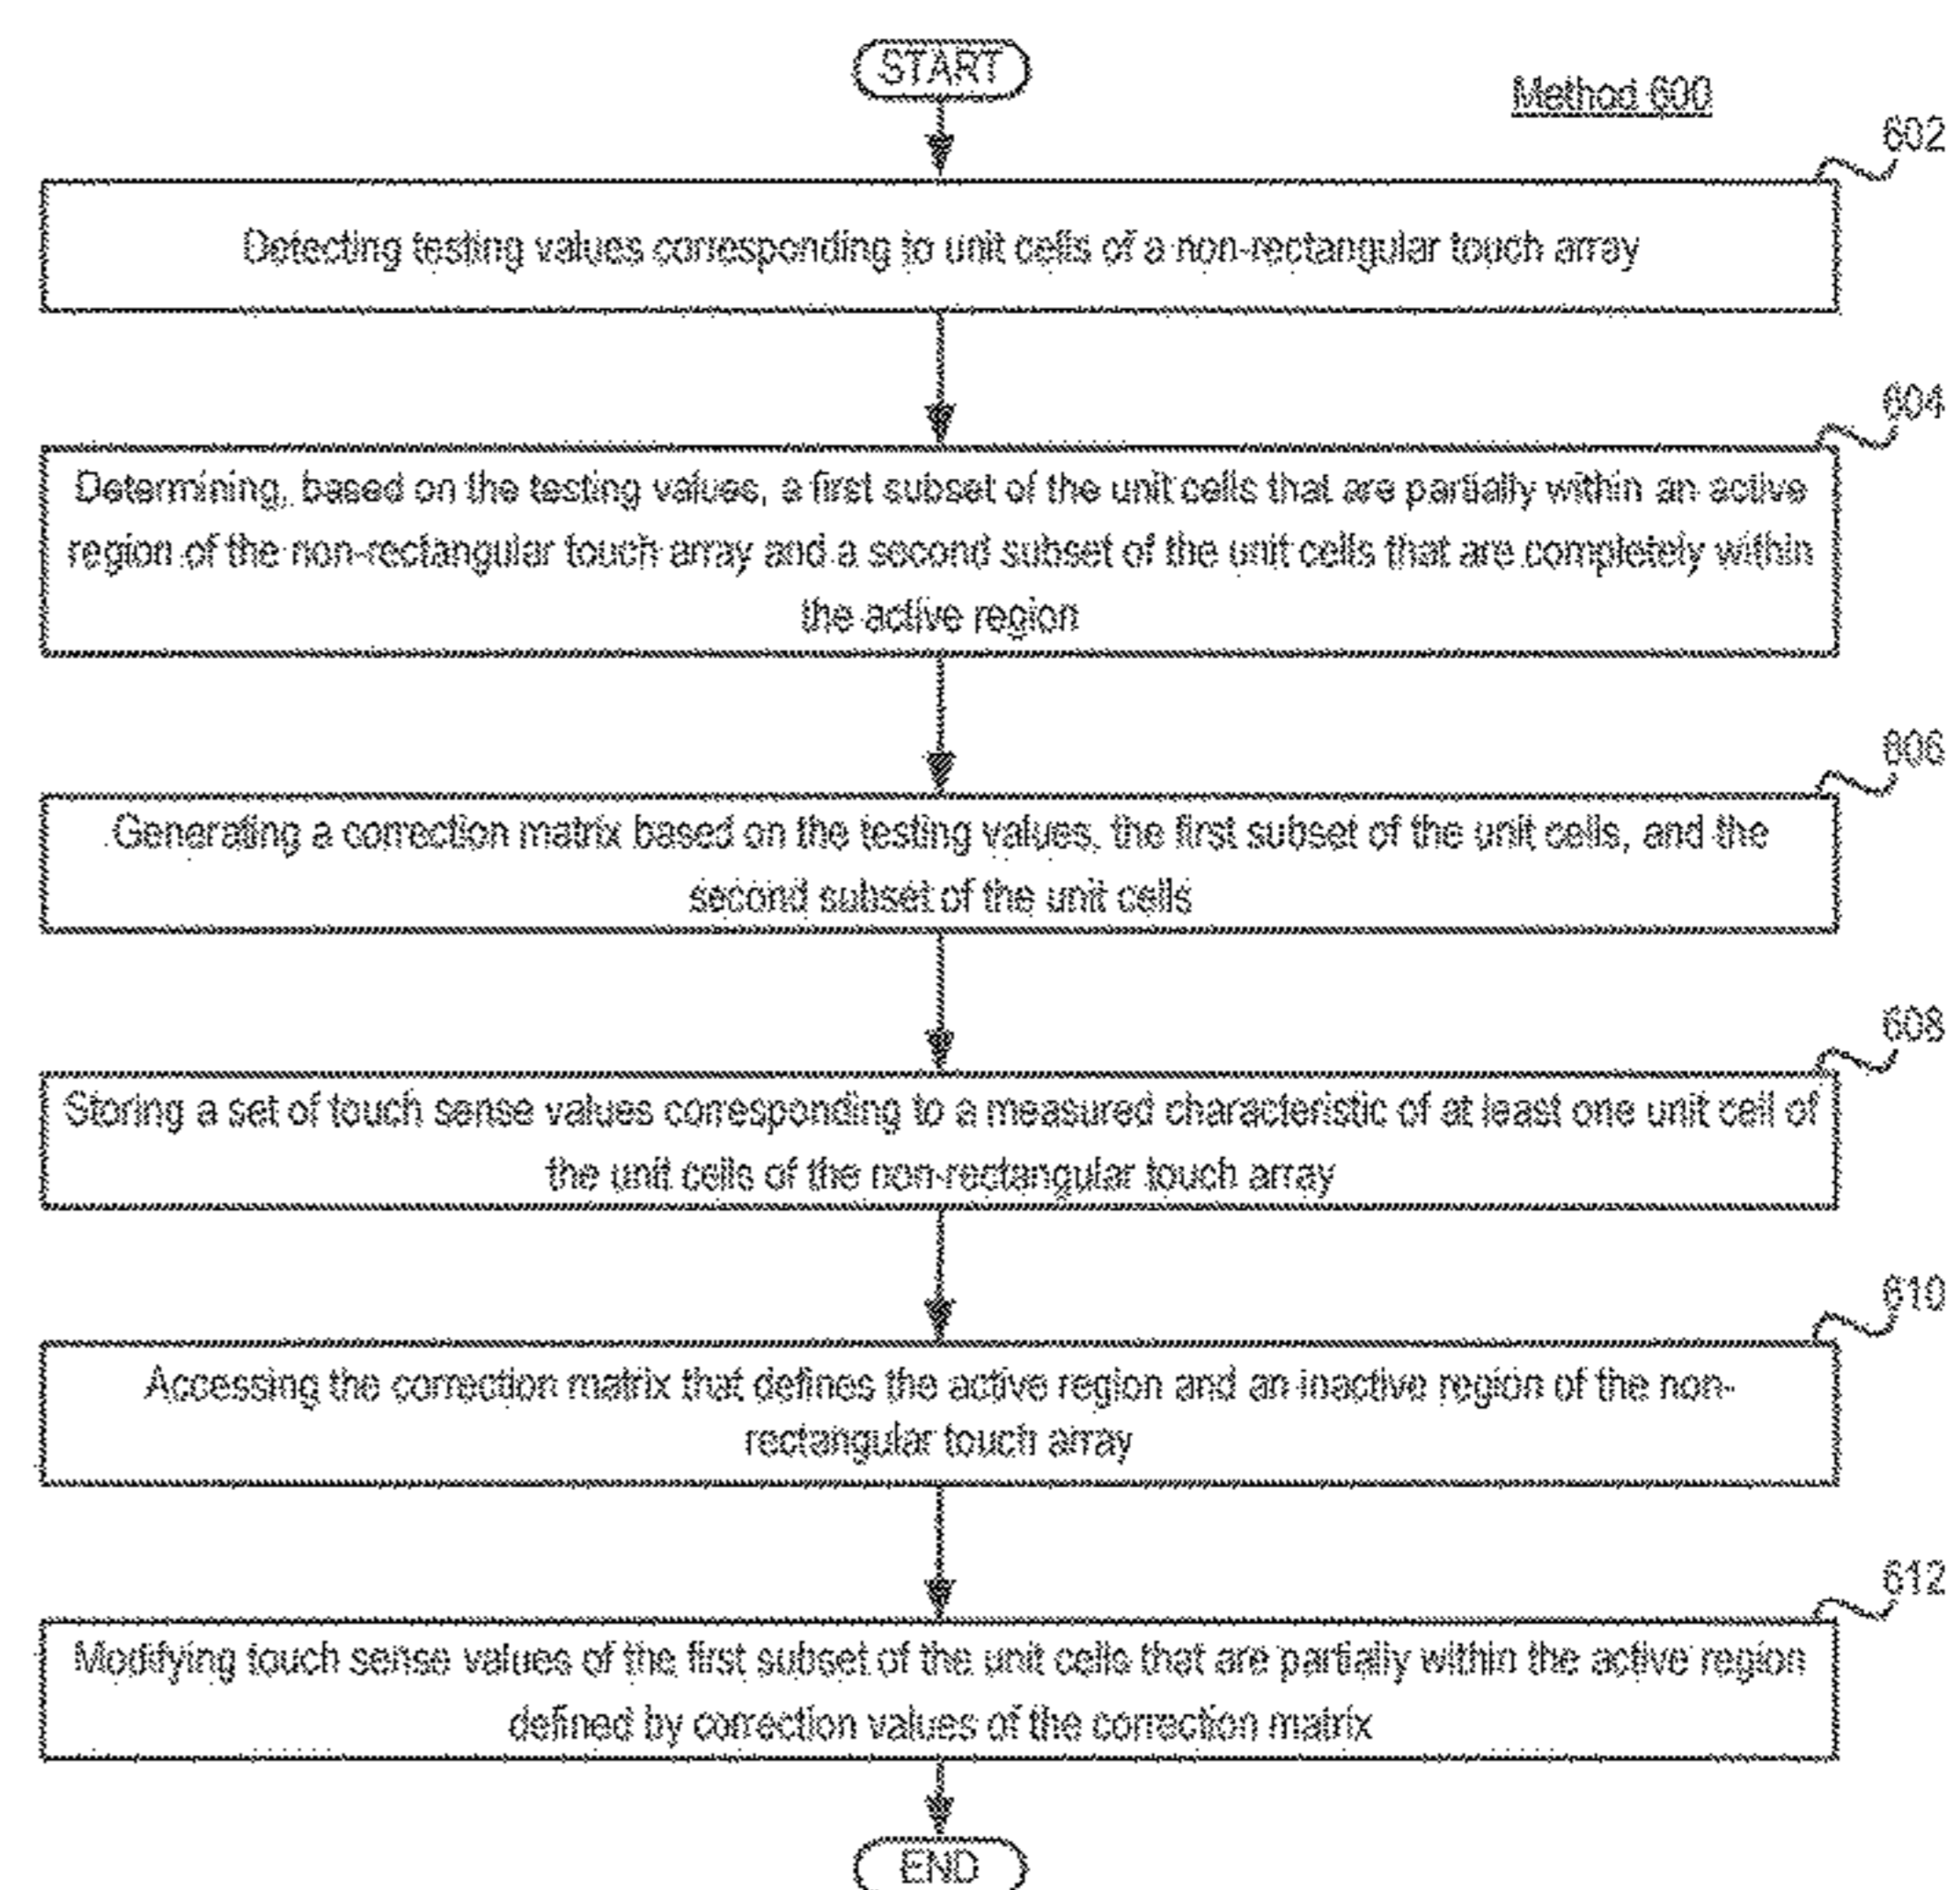 START
Method 600
602
Detecting testing values corresponding to unit cells of a non-rectangular touch array
604
Determining, based on the testing values, a first subset of the unit cells that are partially within an active
region of the non-rectangular touch array and a second subset of the unit cells that are completely within
the active region
606
Generating a correction matrix based on the testing values, the first subset of the unit cells, and the
second subset of the unit cells
608
Storing a set of touch sense values corresponding to a measured characteristic of at least one unit cell of
the unit cells of the non-rectangular touch array
610
Accessing the correction matrix that defines the active region and an inactive region of the non-
rectangular touch array
612
Modifying touch sense values of the first subset of the unit cells that are partially within the active region
defined by correction values of the correction matrix
END